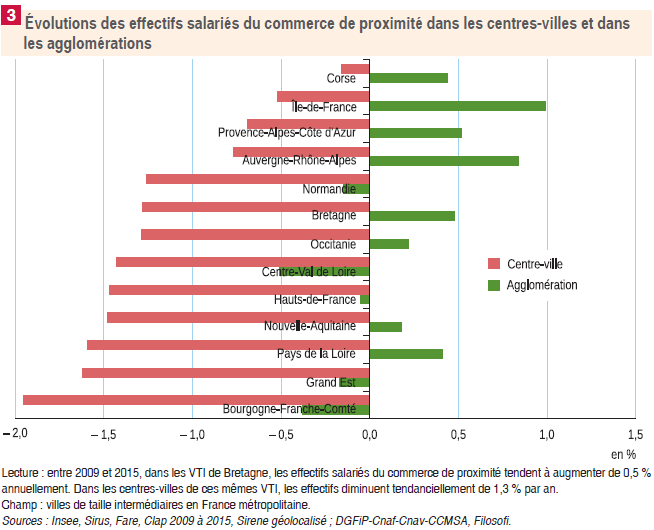 3
Évolutions des effectifs salariés du commerce de proximité dans les centres-villes et dans
les agglomérations
Corse
Île-de-France
Provence-Alpes-Côte d'Azur
Auvergne-Rhône-Alpes
Normandie
Bretagne
Occitanie
Centre-Val de Loire
Hauts-de-France
Nouvelle-Aquitaine
Pays de la Loire
Grand Est
Bourgogne-Franche-Comté
Centre-ville
Agglomération
– 2,0 – 1,5 – 1,0 – 0,5 0,0 0,5 1,0 1,5
en %
Lecture : entre 2009 et 2015, dans les VTI de Bretagne, les effectifs salariés du commerce de proximité tendent à augmenter de 0,5 %
annuellement. Dans les centres-villes de ces mêmes VTI, les effectifs diminuent tendanciellement de 1,3 % par an.
Champ : villes de taille intermédiaires en France métropolitaine.
Sources : Insee, Sirus, Fare, Clap 2009 à 2015, Sirene géolocalisé ; DGFiP-Cnaf-Cnav-CCMSA, Filosofi.